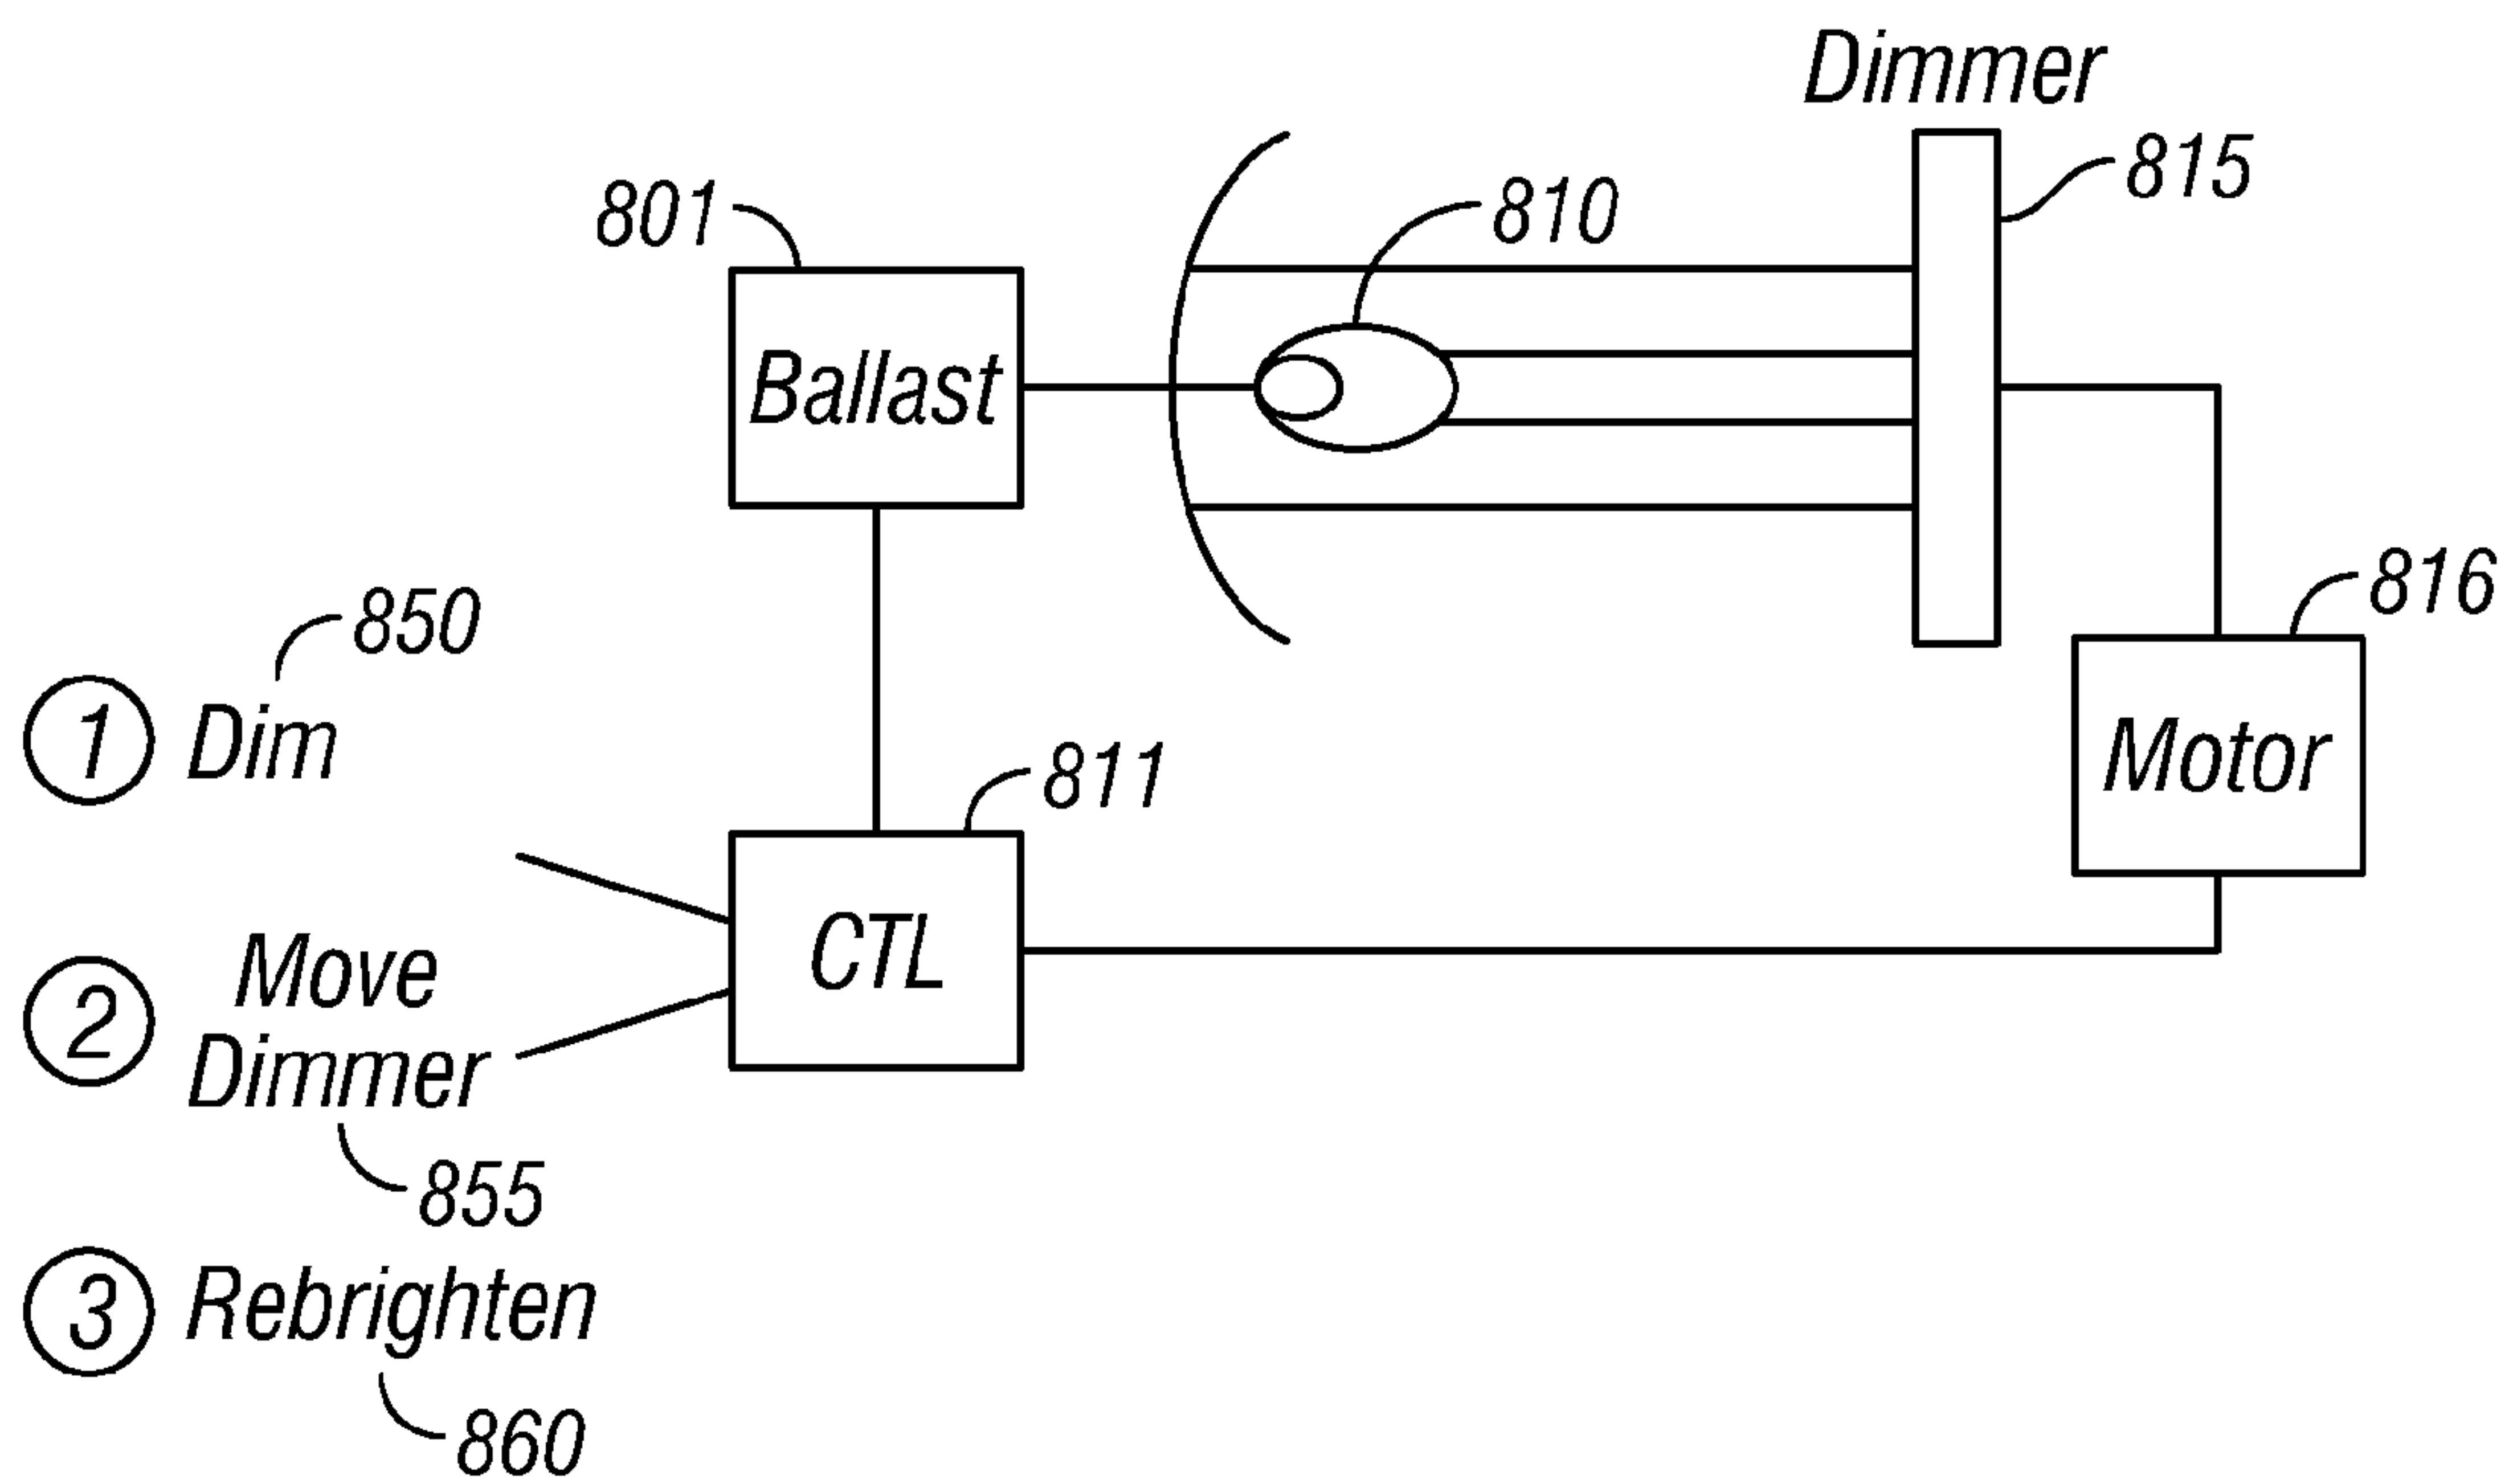 Dimmer
815
801
810
Ballast
816
850
1 Dim
Motor
811
CTL
2 Move
Dimmer
855
3 Rebrighten
860